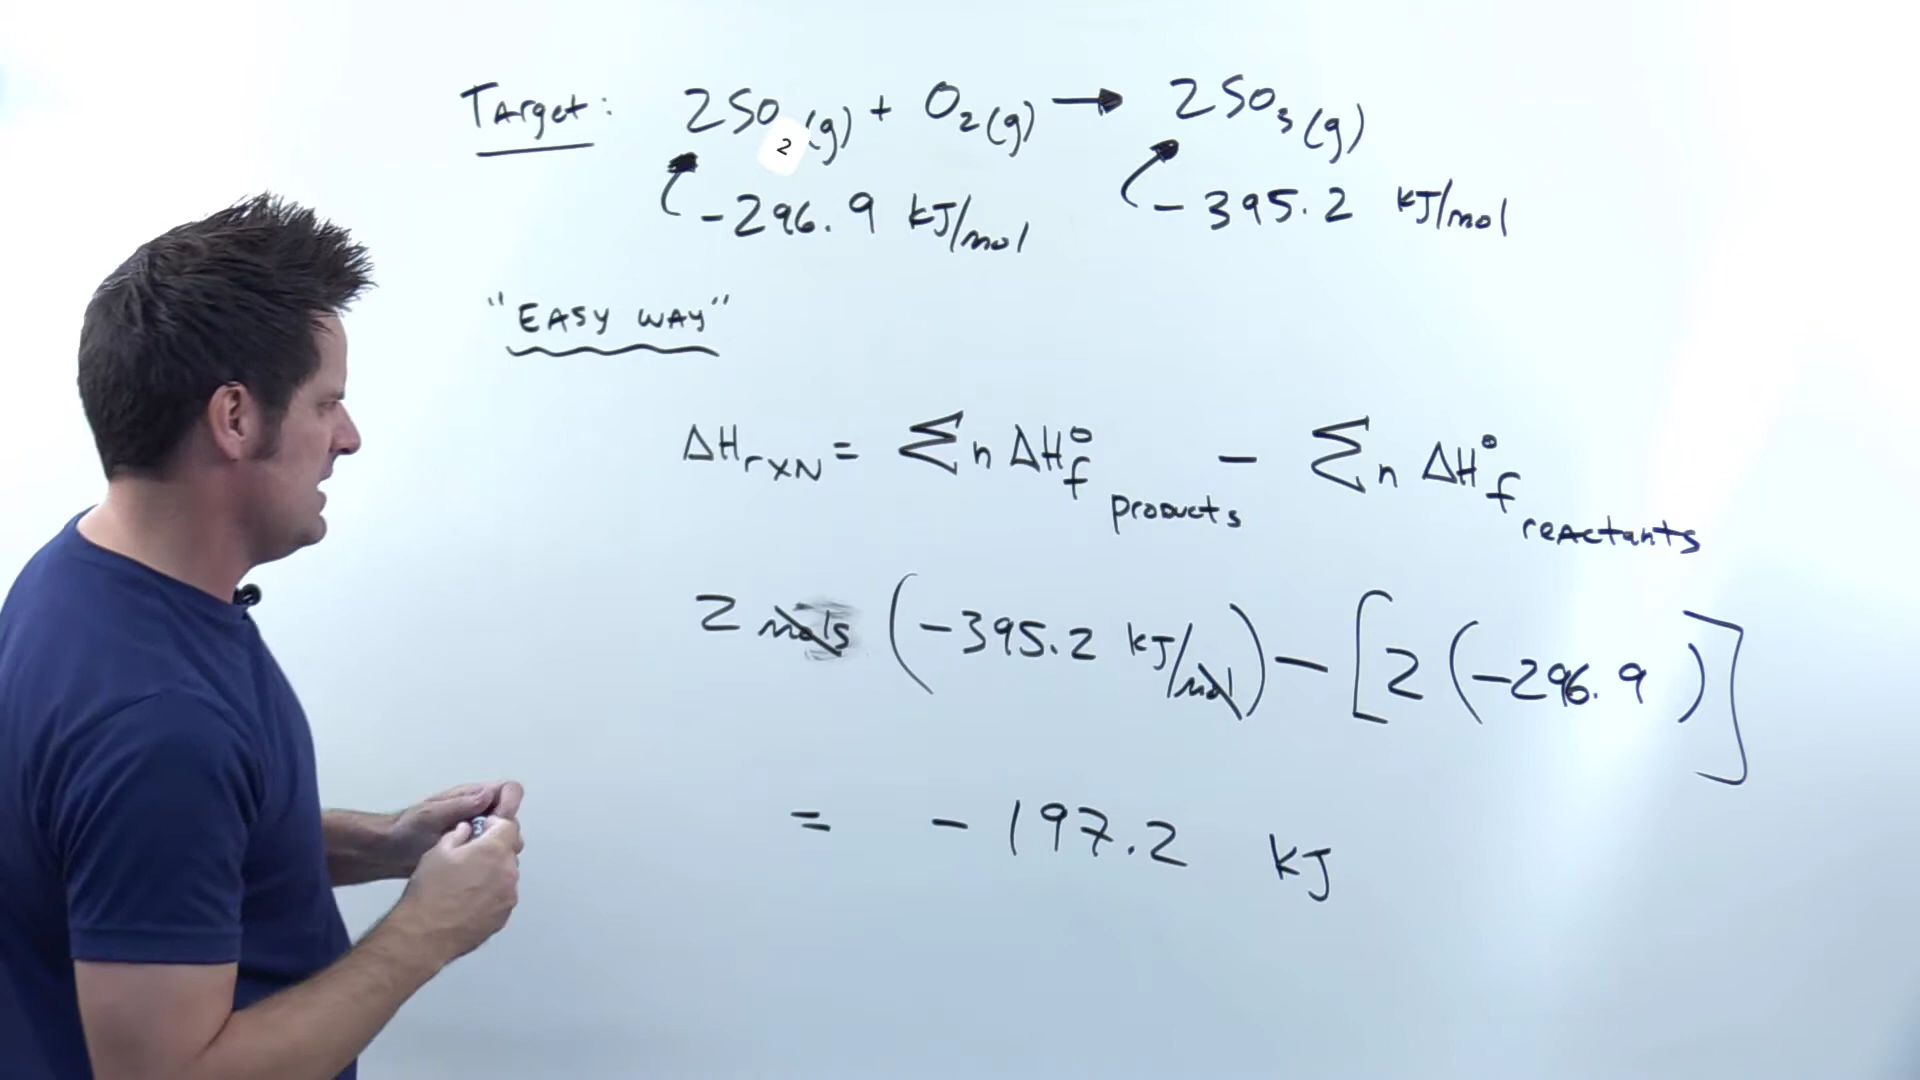 Target: 2SO2(g) + O2(g) → 2SO3(g)
-296.9 kJ/mol -395.2 kJ/mol
"EASY WAY"
ΔHrxn = Σ n ΔH°f products - Σ n ΔH°f reactants
2 mols (-395.2 kJ/mol) - [2 (-296.9 )]
= -197.2 kJ